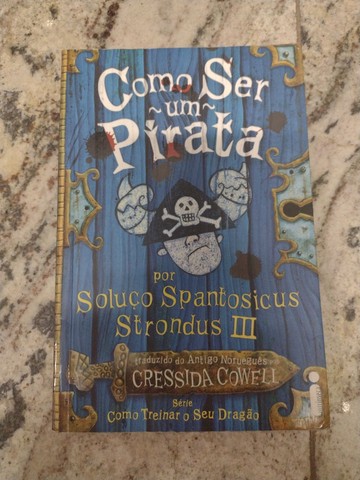 Como Ser
~um~
Pirata
por
Soluço Spantosicus
Strondus III
traduzido do Antigo Norueguês por
CRESSIDA COWELL
Série
Como Treinar o Seu Dragão